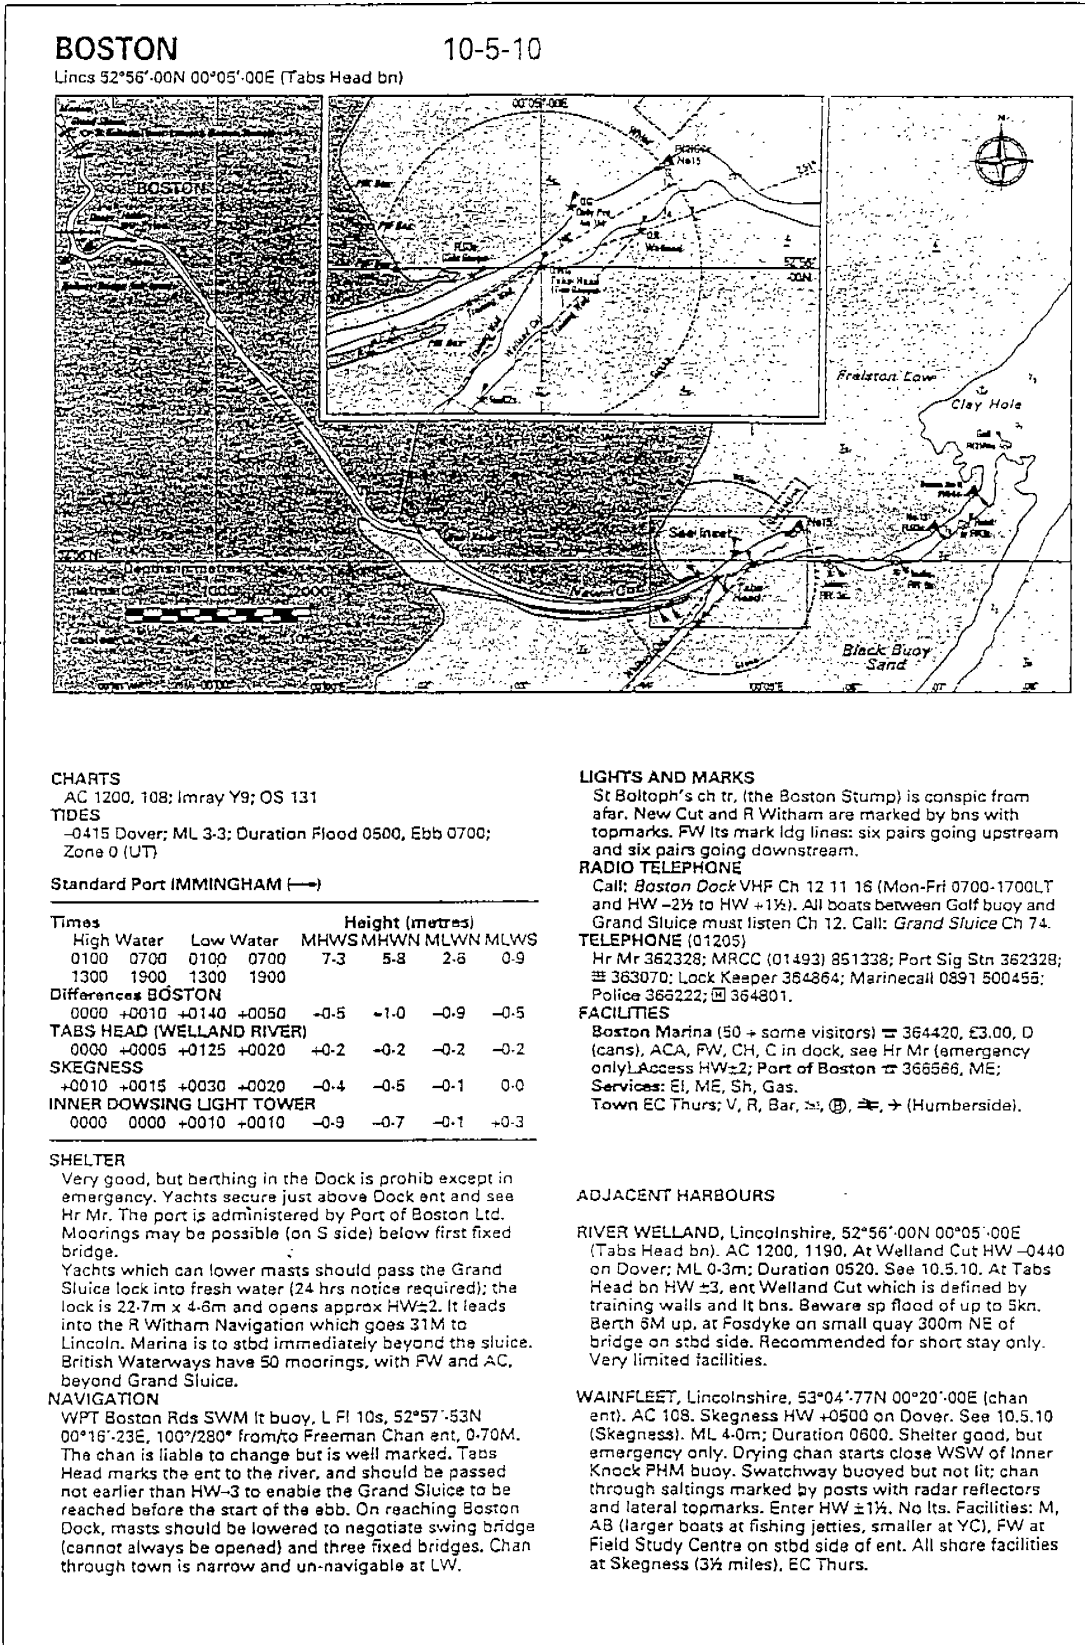 BOSTON 10-5-10
Lincs 52°56'·00N 00°05'·00E (Tabs Head bn)
00°05'·00E
No15
BOSTON
52°56'
·00N
Freiston Low
Clay Hole
See Inset
No15
Depths in metres
New Cut
Tabs
Head
Black Buoy
Sand
00°05'E
CHARTS
AC 1200, 108; Imray Y9; OS 131
TIDES
–0415 Dover; ML 3·3; Duration Flood 0500, Ebb 0700;
Zone 0 (UT)
Standard Port IMMINGHAM (⟶)
Times Height (metres)
High Water Low Water MHWS MHWN MLWN MLWS
0100 0700 0100 0700 7·3 5·8 2·6 0·9
1300 1900 1300 1900
Differences BOSTON
0000 +0010 +0140 +0050 –0·5 –1·0 –0·9 –0·5
TABS HEAD (WELLAND RIVER)
0000 +0005 +0125 +0020 +0·2 –0·2 –0·2 –0·2
SKEGNESS
+0010 +0015 +0030 +0020 –0·4 –0·5 –0·1 0·0
INNER DOWSING LIGHT TOWER
0000 0000 +0010 +0010 –0·9 –0·7 –0·1 +0·3
SHELTER
Very good, but berthing in the Dock is prohib except in
emergency. Yachts secure just above Dock ent and see
Hr Mr. The port is administered by Port of Boston Ltd.
Moorings may be possible (on S side) below first fixed
bridge.
Yachts which can lower masts should pass the Grand
Sluice lock into fresh water (24 hrs notice required); the
lock is 22·7m x 4·6m and opens approx HW±2. It leads
into the R Witham Navigation which goes 31M to
Lincoln. Marina is to stbd immediately beyond the sluice.
British Waterways have 50 moorings, with FW and AC,
beyond Grand Sluice.
NAVIGATION
WPT Boston Rds SWM lt buoy, L Fl 10s, 52°57'·53N
00°16'·23E, 100°/280° from/to Freeman Chan ent, 0·70M.
The chan is liable to change but is well marked. Tabs
Head marks the ent to the river, and should be passed
not earlier than HW–3 to enable the Grand Sluice to be
reached before the start of the ebb. On reaching Boston
Dock, masts should be lowered to negotiate swing bridge
(cannot always be opened) and three fixed bridges. Chan
through town is narrow and un-navigable at LW.
LIGHTS AND MARKS
St Boltoph's ch tr, (the Boston Stump) is conspic from
afar. New Cut and R Witham are marked by bns with
topmarks. FW lts mark ldg lines: six pairs going upstream
and six pairs going downstream.
RADIO TELEPHONE
Call: Boston Dock VHF Ch 12 11 16 (Mon-Fri 0700-1700LT
and HW –2½ to HW +1½). All boats between Golf buoy and
Grand Sluice must listen Ch 12. Call: Grand Sluice Ch 74.
TELEPHONE (01205)
Hr Mr 362328; MRCC (01493) 851338; Port Sig Stn 362328;
363070; Lock Keeper 364864; Marinecall 0891 500455;
Police 366222; H 364801.
FACILITIES
Boston Marina (50 + some visitors) ☎ 364420, £3.00, D
(cans), ACA, FW, CH, C in dock, see Hr Mr (emergency
only) Access HW±2; Port of Boston ☎ 366566, ME;
Services: El, ME, Sh, Gas.
Town EC Thurs; V, R, Bar, ✉, Ⓑ, ⇌, ✈ (Humberside).
ADJACENT HARBOURS
RIVER WELLAND, Lincolnshire, 52°56'·00N 00°05'·00E
(Tabs Head bn). AC 1200, 1190, At Welland Cut HW –0440
on Dover; ML 0·3m; Duration 0520. See 10.5.10. At Tabs
Head bn HW ±3, ent Welland Cut which is defined by
training walls and lt bns. Beware sp flood of up to 5kn.
Berth 6M up, at Fosdyke on small quay 300m NE of
bridge on stbd side. Recommended for short stay only.
Very limited facilities.
WAINFLEET, Lincolnshire, 53°04'·77N 00°20'·00E (chan
ent). AC 108. Skegness HW +0500 on Dover. See 10.5.10
(Skegness). ML 4·0m; Duration 0600. Shelter good, but
emergency only. Drying chan starts close WSW of Inner
Knock PHM buoy. Swatchway buoyed but not lit; chan
through saltings marked by posts with radar reflectors
and lateral topmarks. Enter HW ±1½. No lts. Facilities: M,
AB (larger boats at fishing jetties, smaller at YC), FW at
Field Study Centre on stbd side of ent. All shore facilities
at Skegness (3½ miles), EC Thurs.